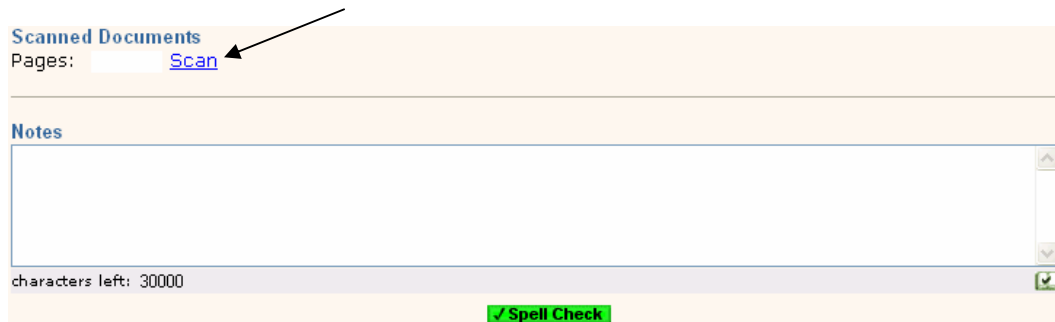 Scanned Documents
Pages: Scan
Notes
characters left: 30000
Spell Check